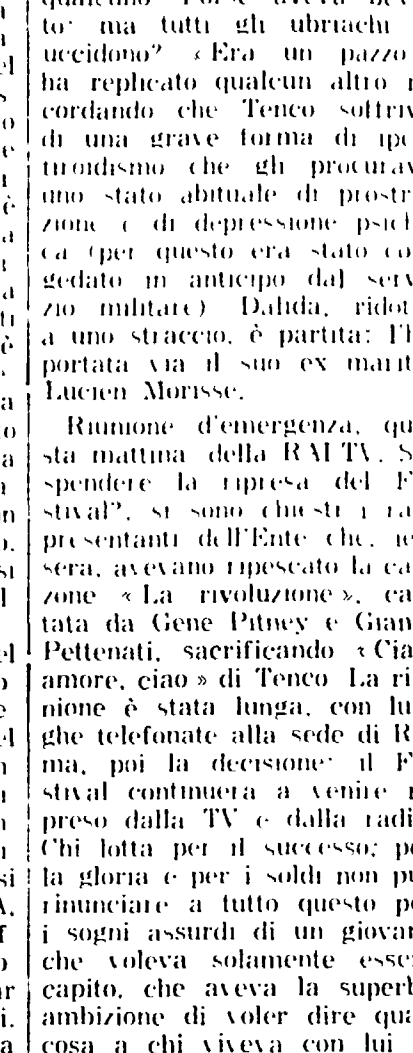 to: ma tutti gli ubriachi
uccidono? «Era un pazzo
ha replicato qualcun altro
cordando che Tenco soffriv
di una grave forma di ipo
tiroidismo che gli procurav
uno stato abituale di prostr
zione e di depressione psich
ca (per questo era stato co
gedato in anticipo dal serv
zio militare) Dalida, ridot
a uno straccio, è partita: l'h
portata via il suo ex marit
Lucien Morisse.
Riunione d'emergenza, qu
sta mattina della RAI TV. S
spendere la ripresa del F
stival?, si sono chiesti i ra
presentanti dell'Ente che, ie
sera, avevano ripescato la ca
zone «La rivoluzione», ca
tata da Gene Pitney e Gian
Pettenati, sacrificando «Cia
amore, ciao» di Tenco La ri
nione è stata lunga, con lu
ghe telefonate alla sede di R
ma, poi la decisione: il F
stival continuerà a venire r
preso dalla TV e dalla radi
Chi lotta per il successo; pe
la gloria e per i soldi non pu
rinunciare a tutto questo pe
i sogni assurdi di un giovan
che voleva solamente esse
capito, che aveva la superb
ambizione di voler dire qua
cosa a chi viveva con lui